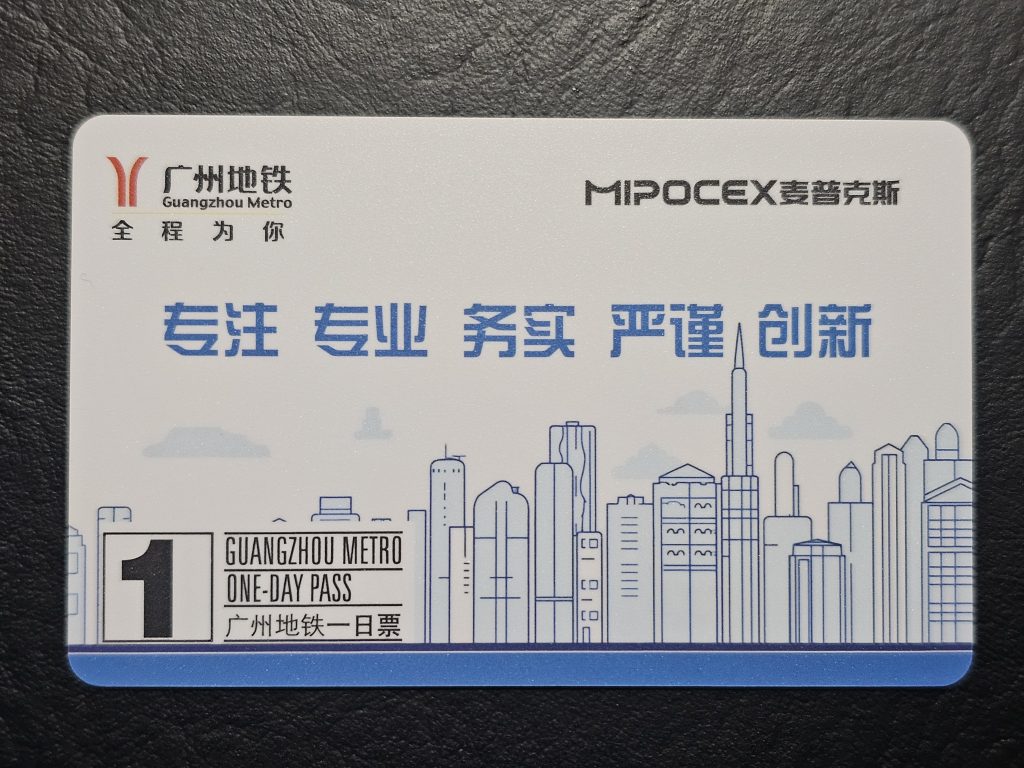 广州地铁
Guangzhou Metro
全程为你
MIPOCEX麦普克斯
专注 专业 务实 严谨 创新
1
GUANGZHOU METRO
ONE-DAY PASS
广州地铁一日票